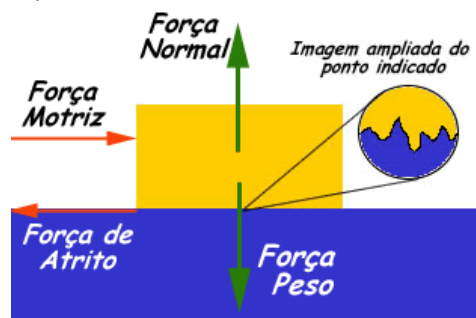 Força
Normal
Imagem ampliada do
ponto indicado
Força
Motriz
Força de
Atrito
Força
Peso